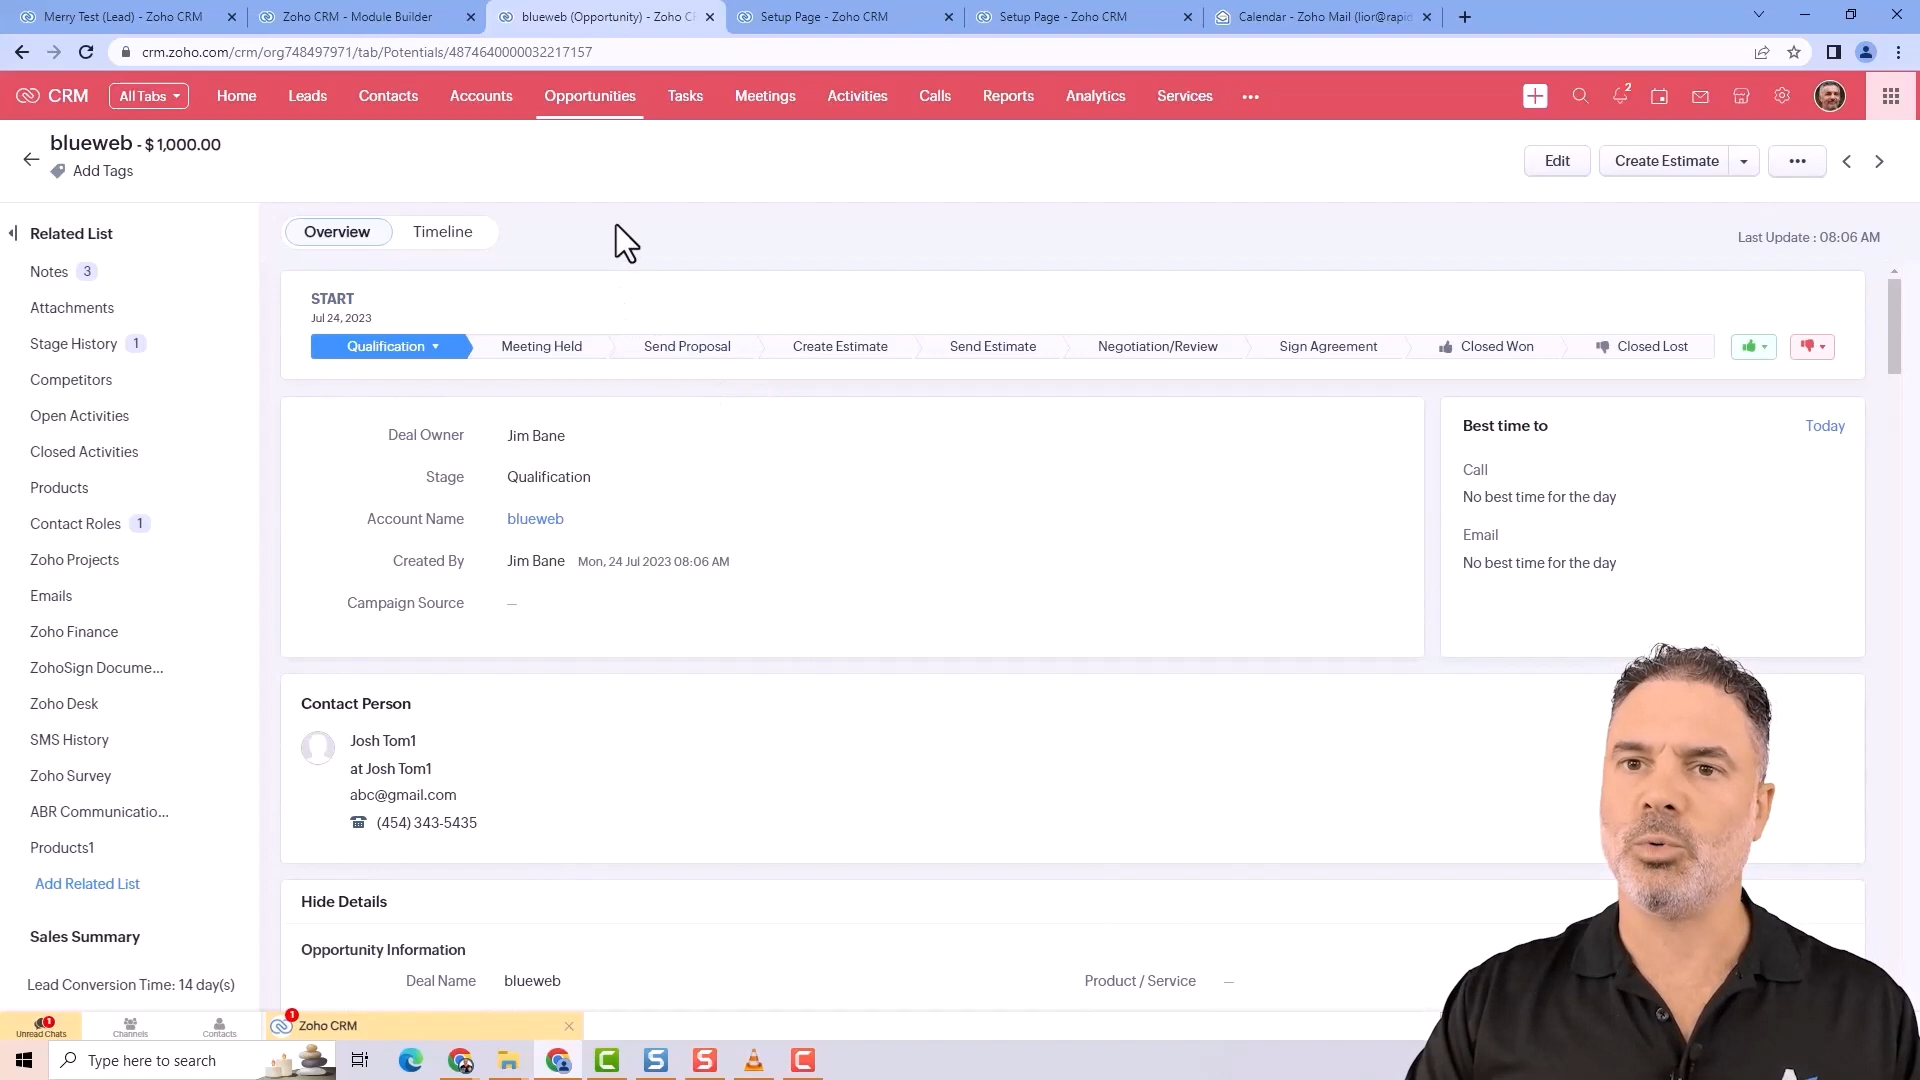 Merry Test (Lead) - Zoho CRM
Zoho CRM - Module Builder
blueweb (Opportunity) - Zoho C
Setup Page - Zoho CRM
Setup Page - Zoho CRM
Calendar - Zoho Mail (lior@rapid
crm.zoho.com/crm/org748497971/tab/Potentials/4874640000032217157
CRM
All Tabs
Home
Leads
Contacts
Accounts
Opportunities
Tasks
Meetings
Activities
Calls
Reports
Analytics
Services
2
blueweb - $ 1,000.00
Add Tags
Edit
Create Estimate
Related List
Notes 3
Attachments
Stage History 1
Competitors
Open Activities
Closed Activities
Products
Contact Roles 1
Zoho Projects
Emails
Zoho Finance
ZohoSign Docume...
Zoho Desk
SMS History
Zoho Survey
ABR Communicatio...
Products1
Add Related List
Sales Summary
Lead Conversion Time: 14 day(s)
Overview
Timeline
Last Update : 08:06 AM
START
Jul 24, 2023
Qualification
Meeting Held
Send Proposal
Create Estimate
Send Estimate
Negotiation/Review
Sign Agreement
Closed Won
Closed Lost
Deal Owner Jim Bane
Stage Qualification
Account Name blueweb
Created By Jim Bane Mon, 24 Jul 2023 08:06 AM
Campaign Source —
Best time to
Today
Call
No best time for the day
Email
No best time for the day
Contact Person
Josh Tom1
at Josh Tom1
abc@gmail.com
(454) 343-5435
Hide Details
Opportunity Information
Deal Name blueweb
Product / Service —
1
Unread Chats
Channels
Contacts
1
Zoho CRM
Type here to search